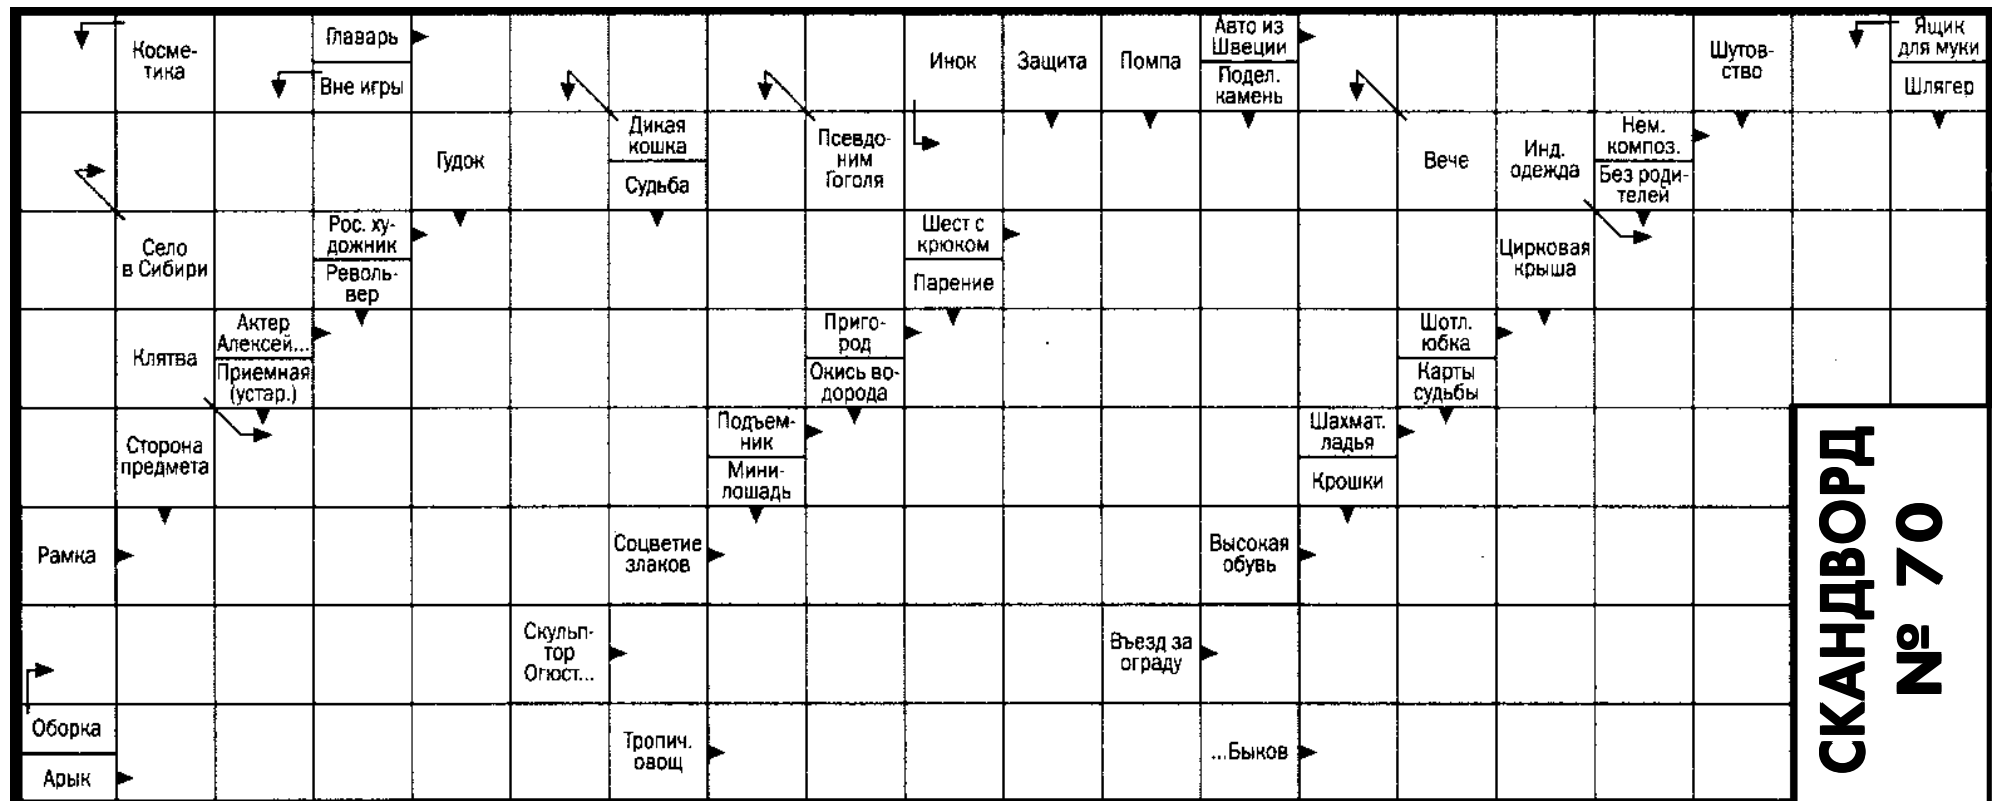 Косме-
тика
Главарь
Вне игры
Инок
Защита
Помпа
Авто из
Швеции
Подел.
камень
Шутов-
ство
Ящик
для муки
Шлягер
Гудок
Дикая
кошка
Судьба
Псевдо-
ним
Гоголя
Вече
Инд.
одежда
Нем.
композ.
Без роди-
телей
Село
в Сибири
Рос. ху-
дожник
Револь-
вер
Шест с
крюком
Парение
Цирковая
крыша
Клятва
Актер
Алексей...
Приемная
(устар.)
Приго-
род
Окись во-
дорода
Шотл.
юбка
Карты
судьбы
Сторона
предмета
Подъем-
ник
Мини-
лошадь
Шахмат.
ладья
Крошки
Рамка
Соцветие
злаков
Высокая
обувь
Скульп-
тор
Огюст...
Въезд за
ограду
Оборка
Арык
Тропич.
овощ
...Быков
СКАНДВОРД
№ 70